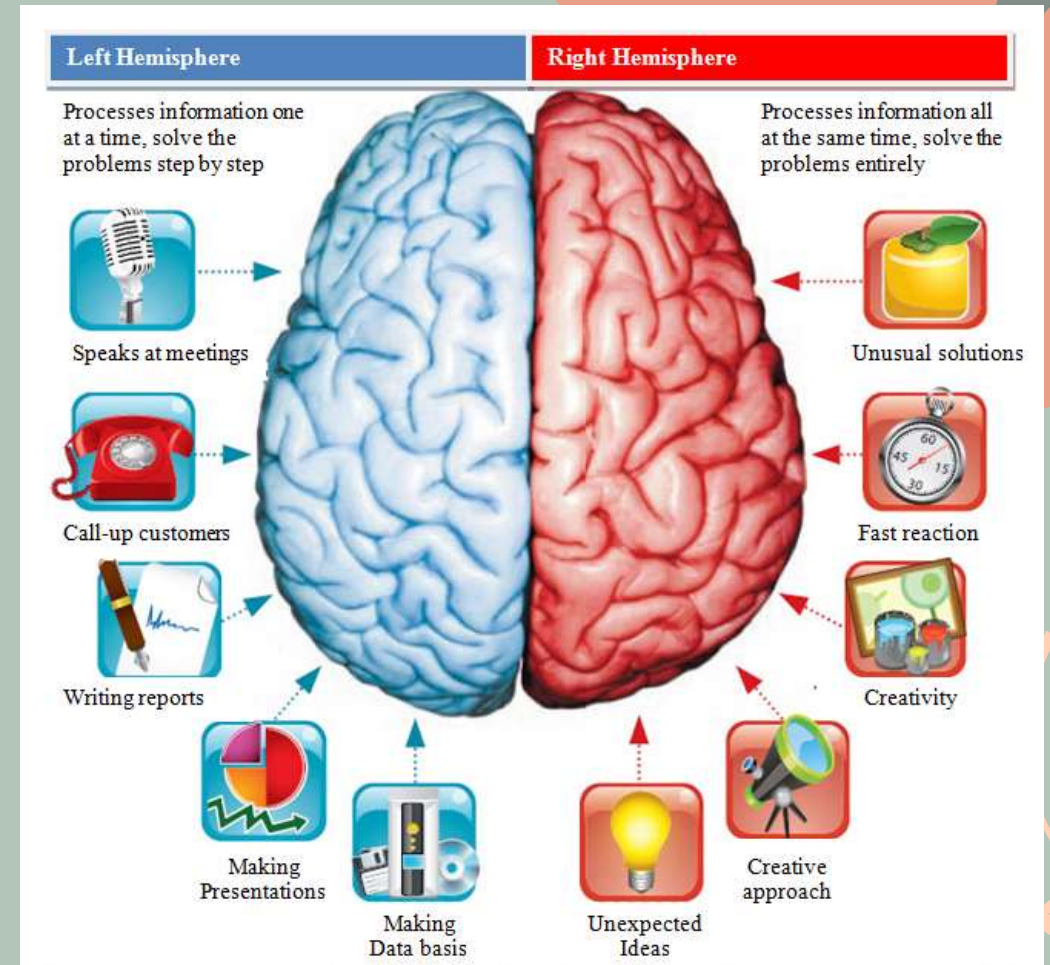 Left Hemisphere
Right Hemisphere
Processes information one
at a time, solve the
problems step by step
Processes information all
at the same time, solve the
problems entirely
Speaks at meetings
Unusual solutions
Call-up customers
60
45
15
30
Fast reaction
Writing reports
Creativity
Making
Presentations
Creative
approach
Making
Data basis
Unexpected
Ideas